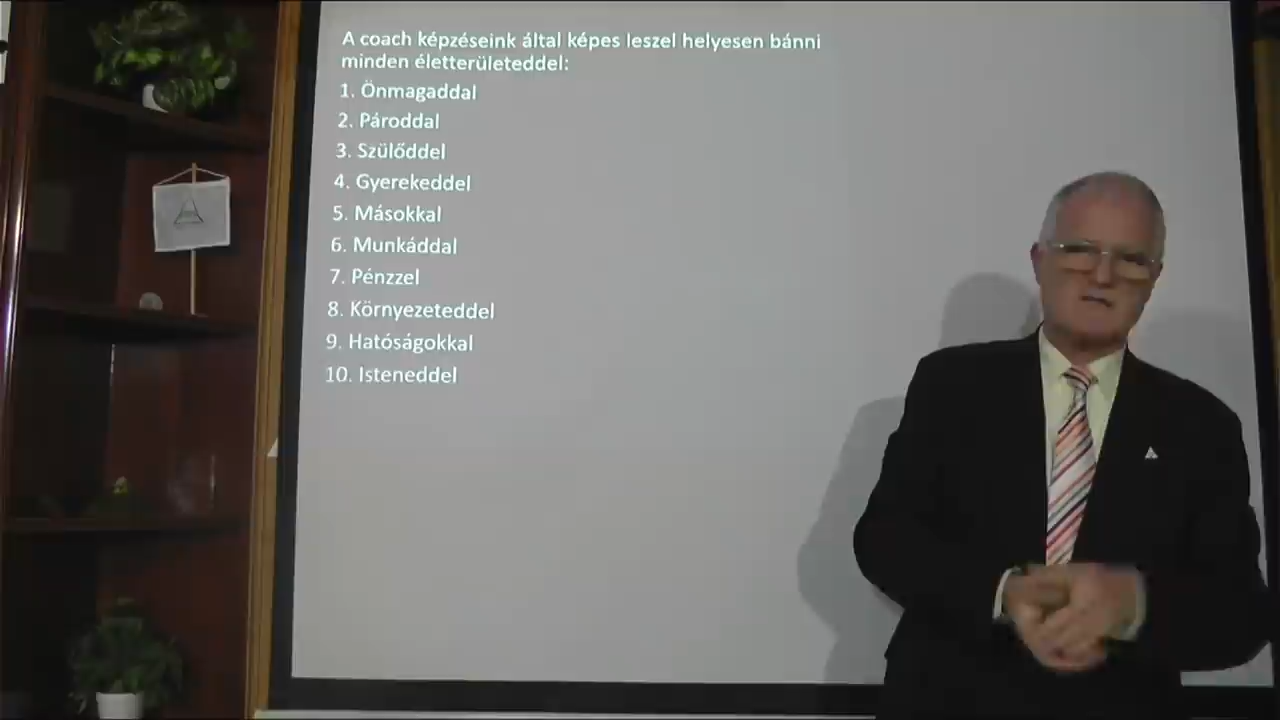 A coach képzéseink által képes leszel helyesen bánni
minden életterületeddel:
1. Önmagaddal
2. Pároddal
3. Szülőddel
4. Gyerekeddel
5. Másokkal
6. Munkáddal
7. Pénzzel
8. Környezeteddel
9. Hatóságokkal
10. Isteneddel